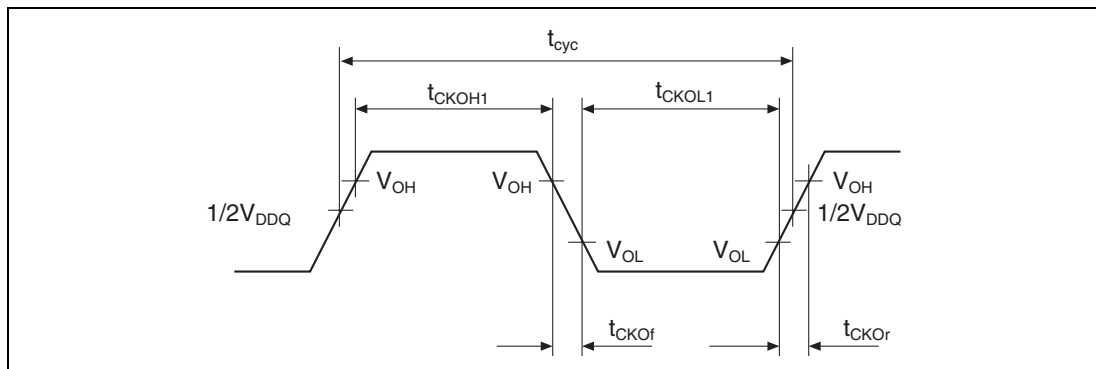 tcyc
tCKOH1
tCKOL1
VOH
VOH
VOH
1/2VDDQ
1/2VDDQ
VOL
VOL
tCKOf
tCKOr